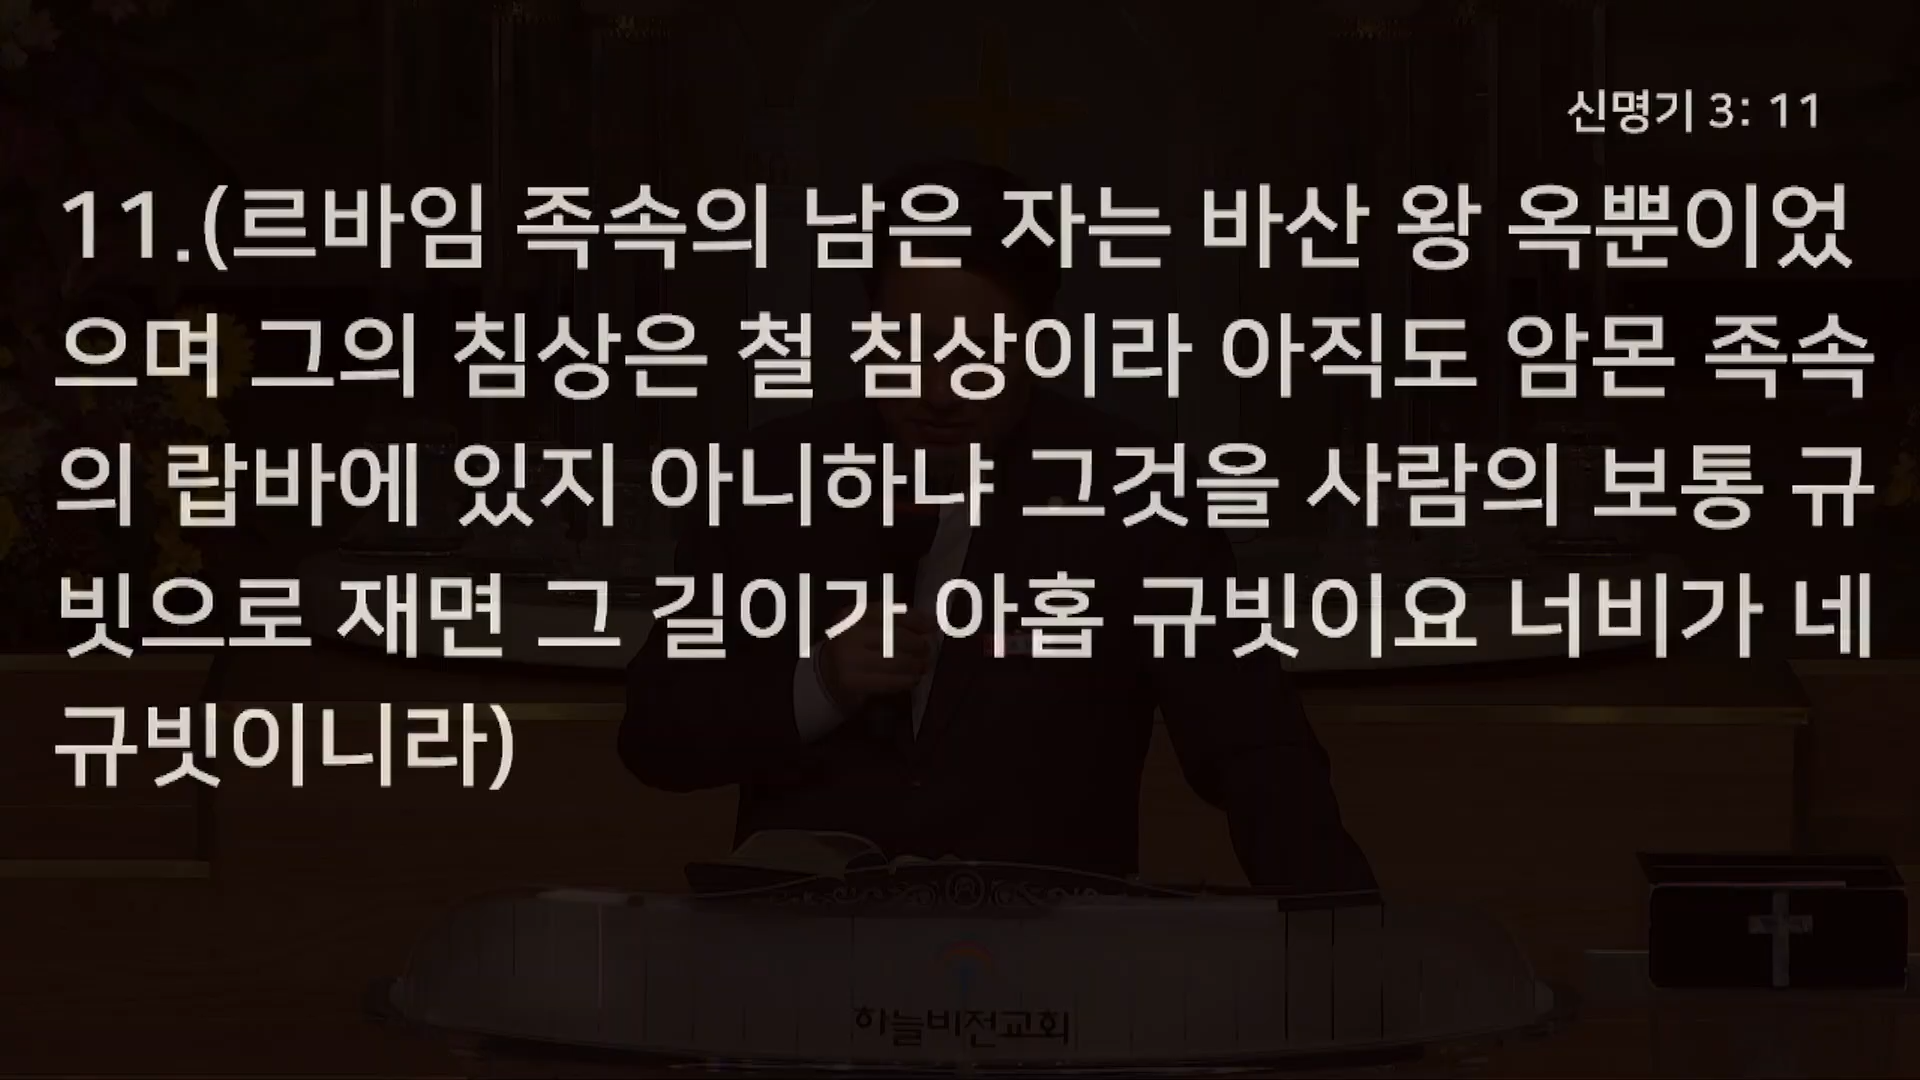 신명기 3: 11
11.(르바임 족속의 남은 자는 바산 왕 옥뿐이었
으며 그의 침상은 철 침상이라 아직도 암몬 족속
의 랍바에 있지 아니하냐 그것을 사람의 보통 규
빗으로 재면 그 길이가 아홉 규빗이요 너비가 네
규빗이니라)
하늘비전교회